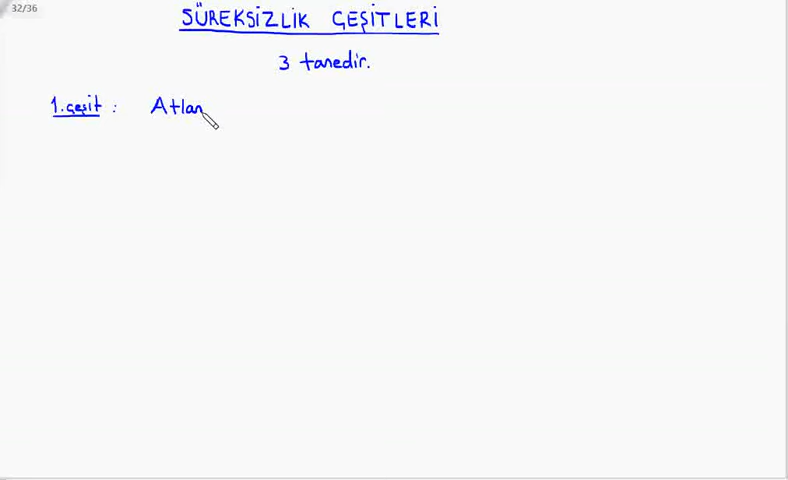 32/36
SÜREKSİZLİK ÇEŞİTLERİ
3 tanedir.
1.çeşit : Atlan